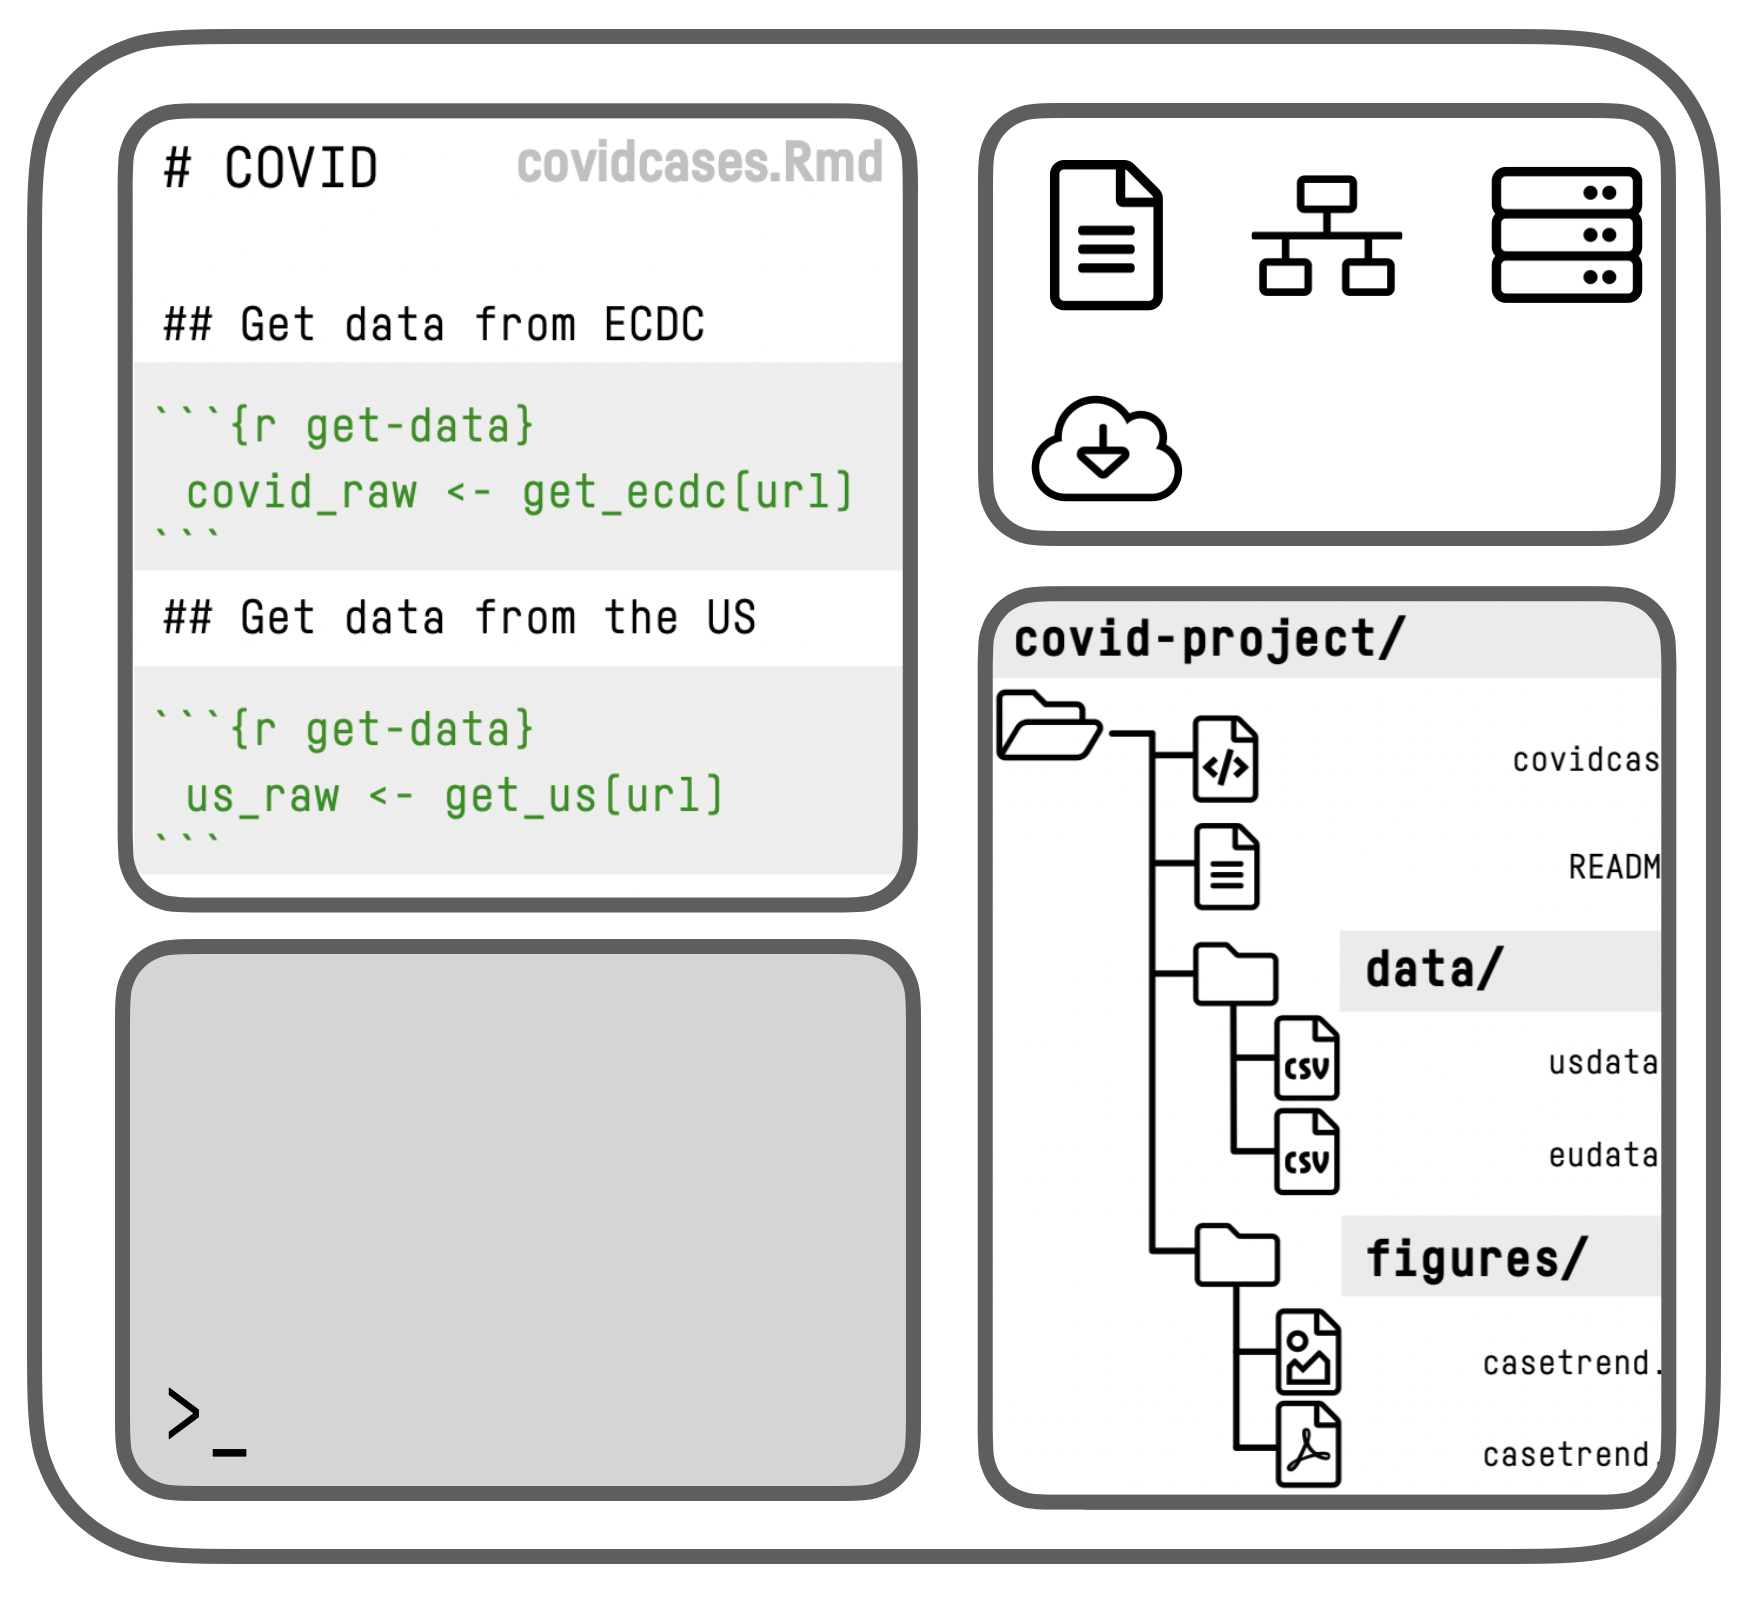 # COVID covidcases.Rmd
## Get data from ECDC
```{r get-data}
covid_raw <- get_ecdc(url)
```
## Get data from the US
```{r get-data}
us_raw <- get_us(url)
```
>_
covid-project/
covidcas
READM
data/
usdata
CSV
eudata
CSV
figures/
casetrend.
casetrend.